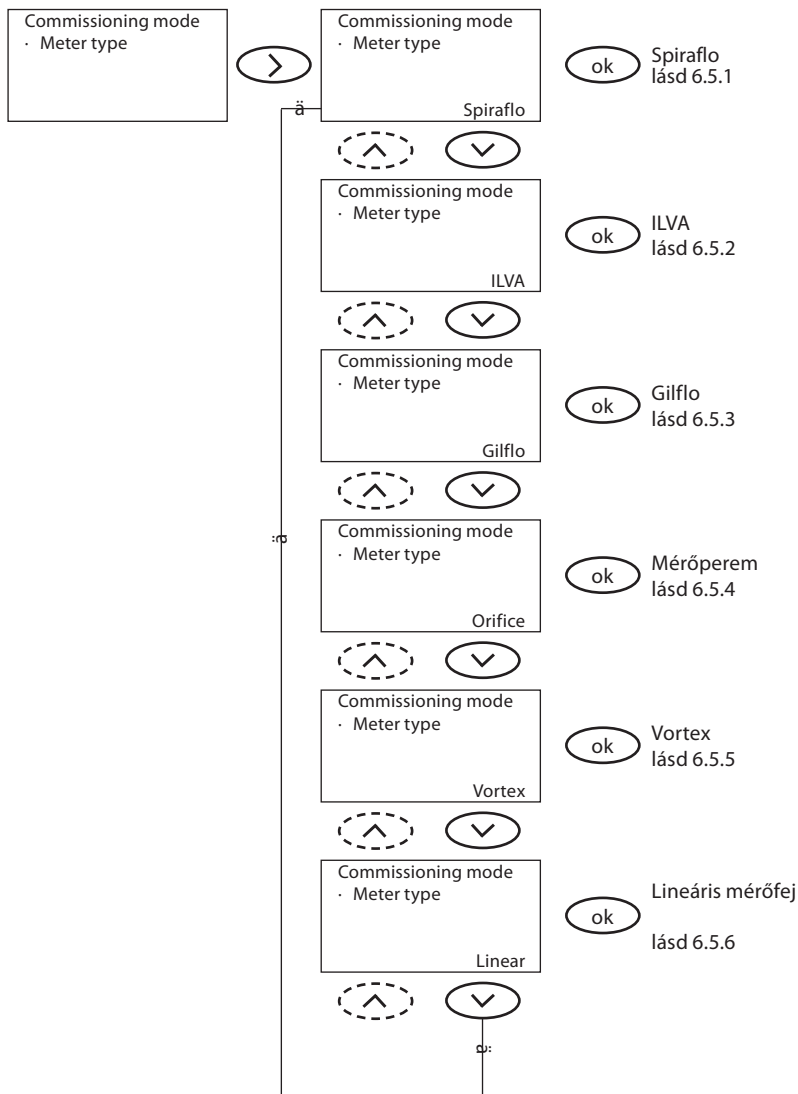 Commissioning mode
· Meter type
Commissioning mode
· Meter type
Spiraflo
ok
Spiraflo
lásd 6.5.1
ä
Commissioning mode
· Meter type
ILVA
ok
ILVA
lásd 6.5.2
Commissioning mode
· Meter type
Gilflo
ok
Gilflo
lásd 6.5.3
ä
Commissioning mode
· Meter type
Orifice
ok
Mérőperem
lásd 6.5.4
Commissioning mode
· Meter type
Vortex
ok
Vortex
lásd 6.5.5
Commissioning mode
· Meter type
Linear
ok
Lineáris mérőfej
lásd 6.5.6
ä